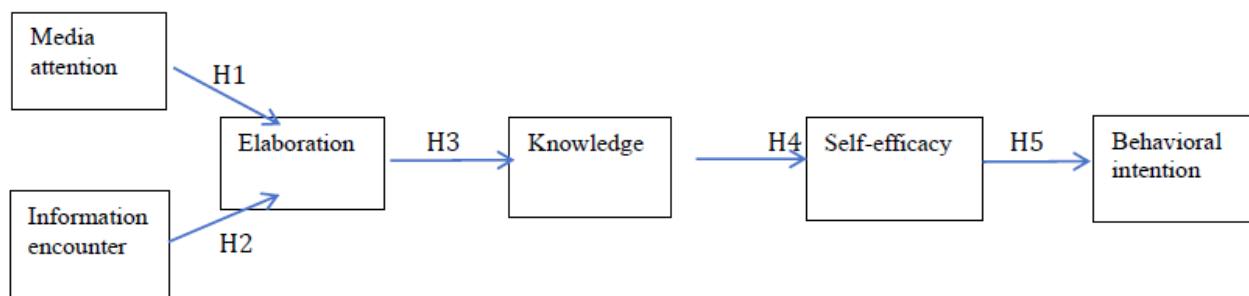 Media
attention
H1
Elaboration
H3
Knowledge
H4
Self-efficacy
H5
Behavioral
intention
Information
encounter
H2